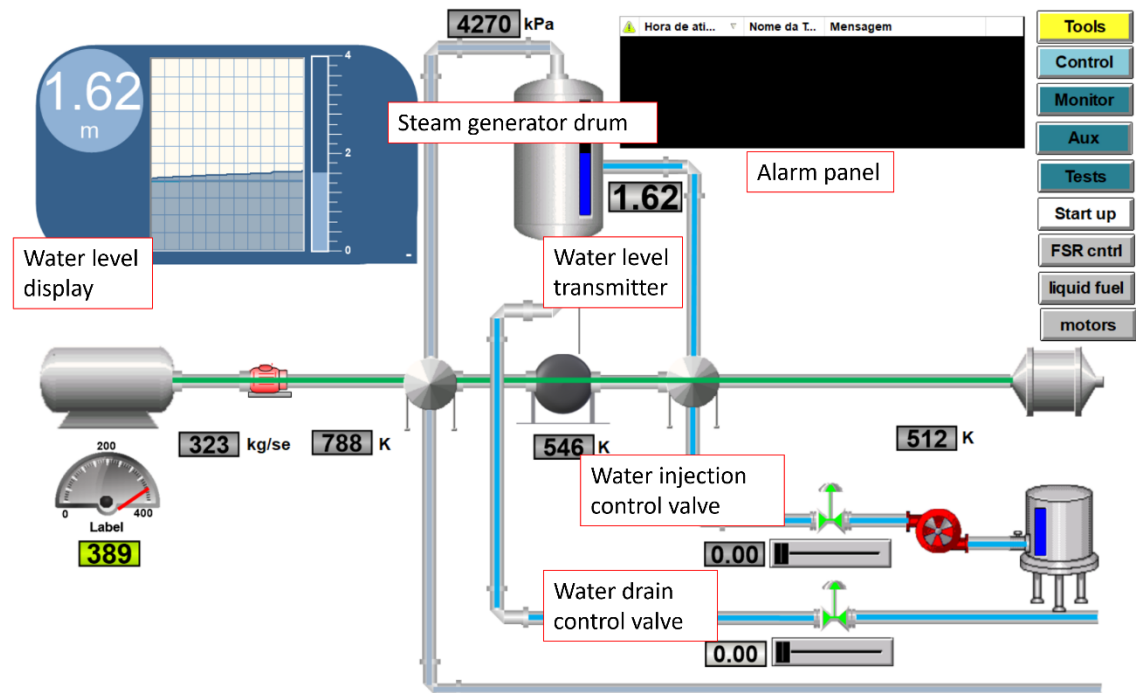 4270 kPa
Hora de ati... Nome da T... Mensagem
Tools
Control
Monitor
Aux
Tests
Start up
FSR cntrl
liquid fuel
motors
1.62
m
4
2
0
-
Water level
display
Steam generator drum
Alarm panel
1.62
Water level
transmitter
323 kg/se
788 K
546 K
512 K
200
0 400
Label
389
Water injection
control valve
0.00
Water drain
control valve
0.00